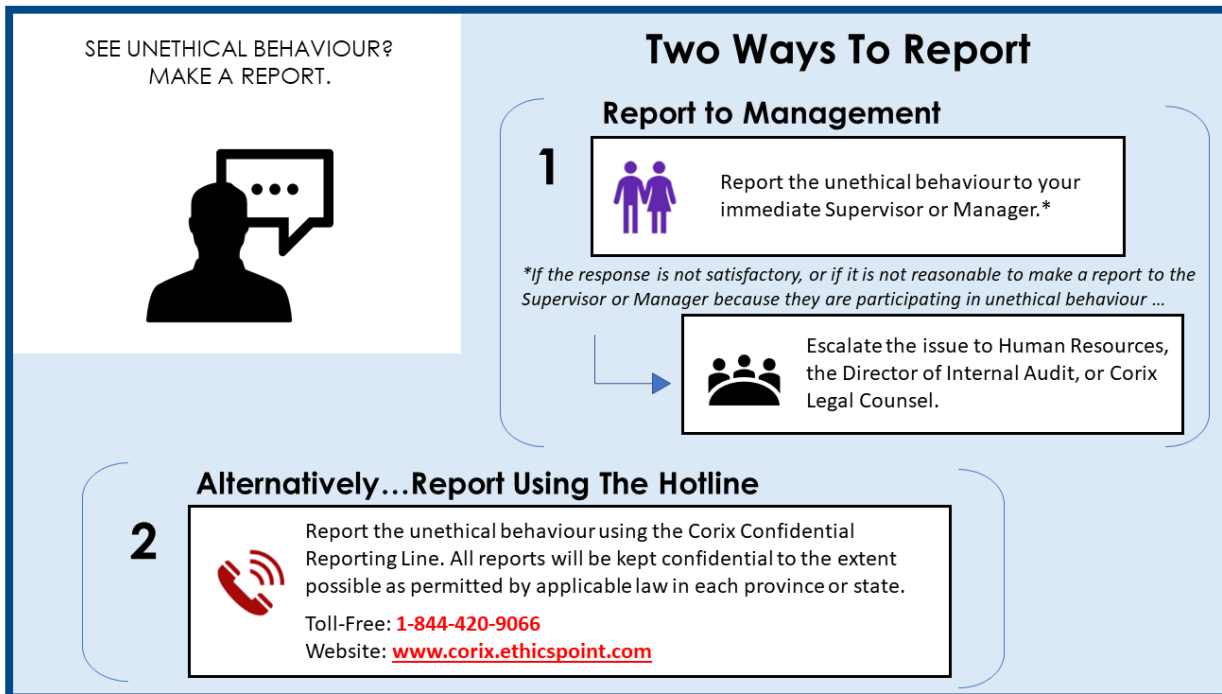 SEE UNETHICAL BEHAVIOUR?
MAKE A REPORT.
Two Ways To Report
Report to Management
1
Report the unethical behaviour to your
immediate Supervisor or Manager.*
*If the response is not satisfactory, or if it is not reasonable to make a report to the
Supervisor or Manager because they are participating in unethical behaviour ...
Escalate the issue to Human Resources,
the Director of Internal Audit, or Corix
Legal Counsel.
Alternatively...Report Using The Hotline
2
Report the unethical behaviour using the Corix Confidential
Reporting Line. All reports will be kept confidential to the extent
possible as permitted by applicable law in each province or state.
Toll-Free: 1-844-420-9066
Website: www.corix.ethicspoint.com